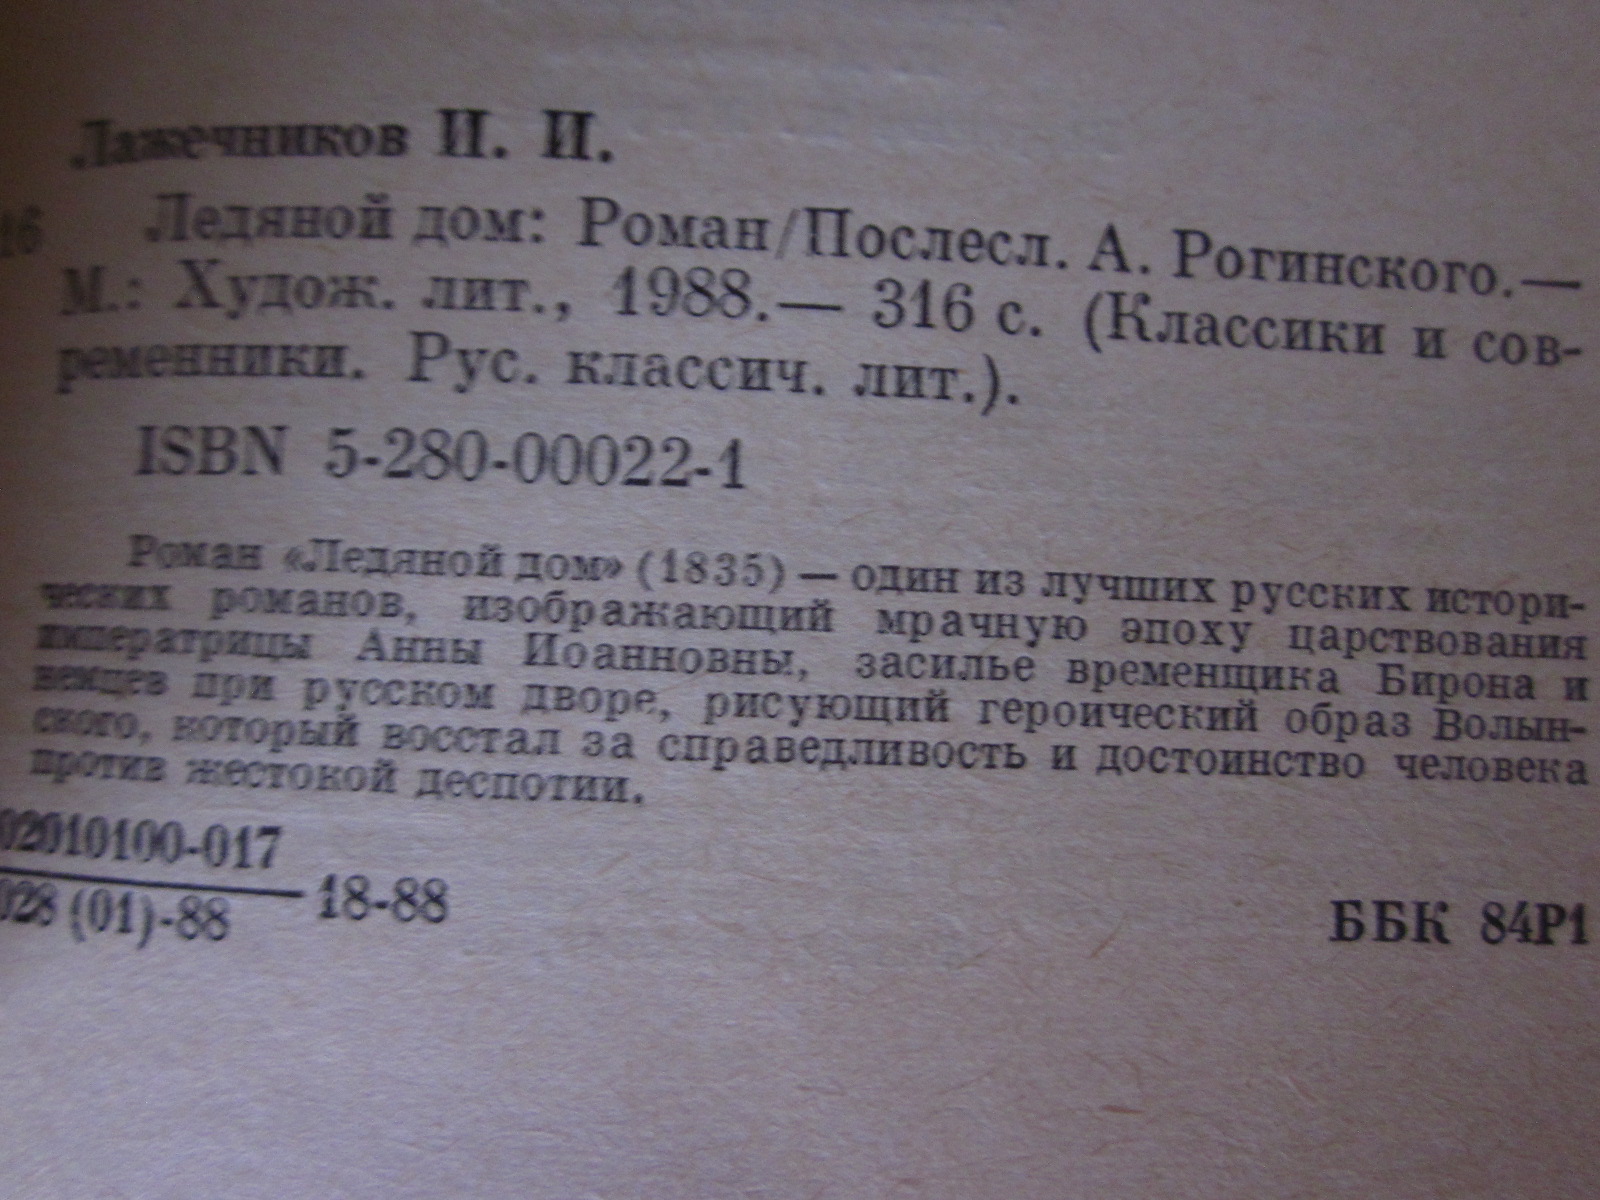 Лажечников И. И.
16 Ледяной дом: Роман/Послесл. А. Рогинского.—
М.: Худож. лит., 1988.— 316 с. (Классики и сов-
ременники. Рус. классич. лит.).
ISBN 5-280-00022-1
Роман «Ледяной дом» (1835) — один из лучших русских истори-
ческих романов, изображающий мрачную эпоху царствования
императрицы Анны Иоанновны, засилье временщика Бирона и
немцев при русском дворе, рисующий героический образ Волын-
ского, который восстал за справедливость и достоинство человека
против жестокой деспотии.
02010100-017
028 (01)-88
18-88
ББК 84Р1